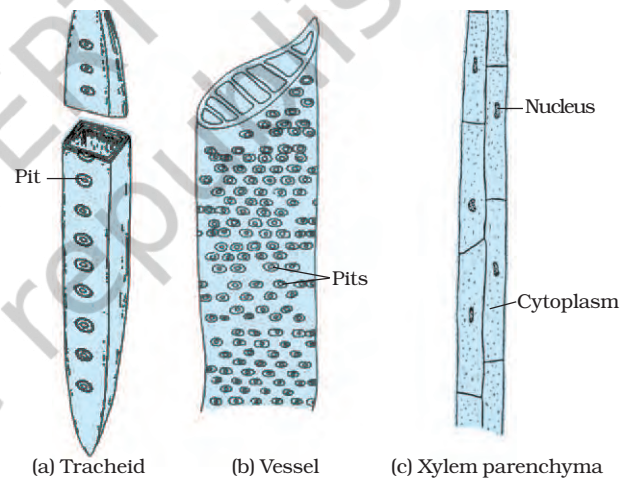 Nucleus
Pit
Pits
Cytoplasm
(a) Tracheid
(b) Vessel
(c) Xylem parenchyma